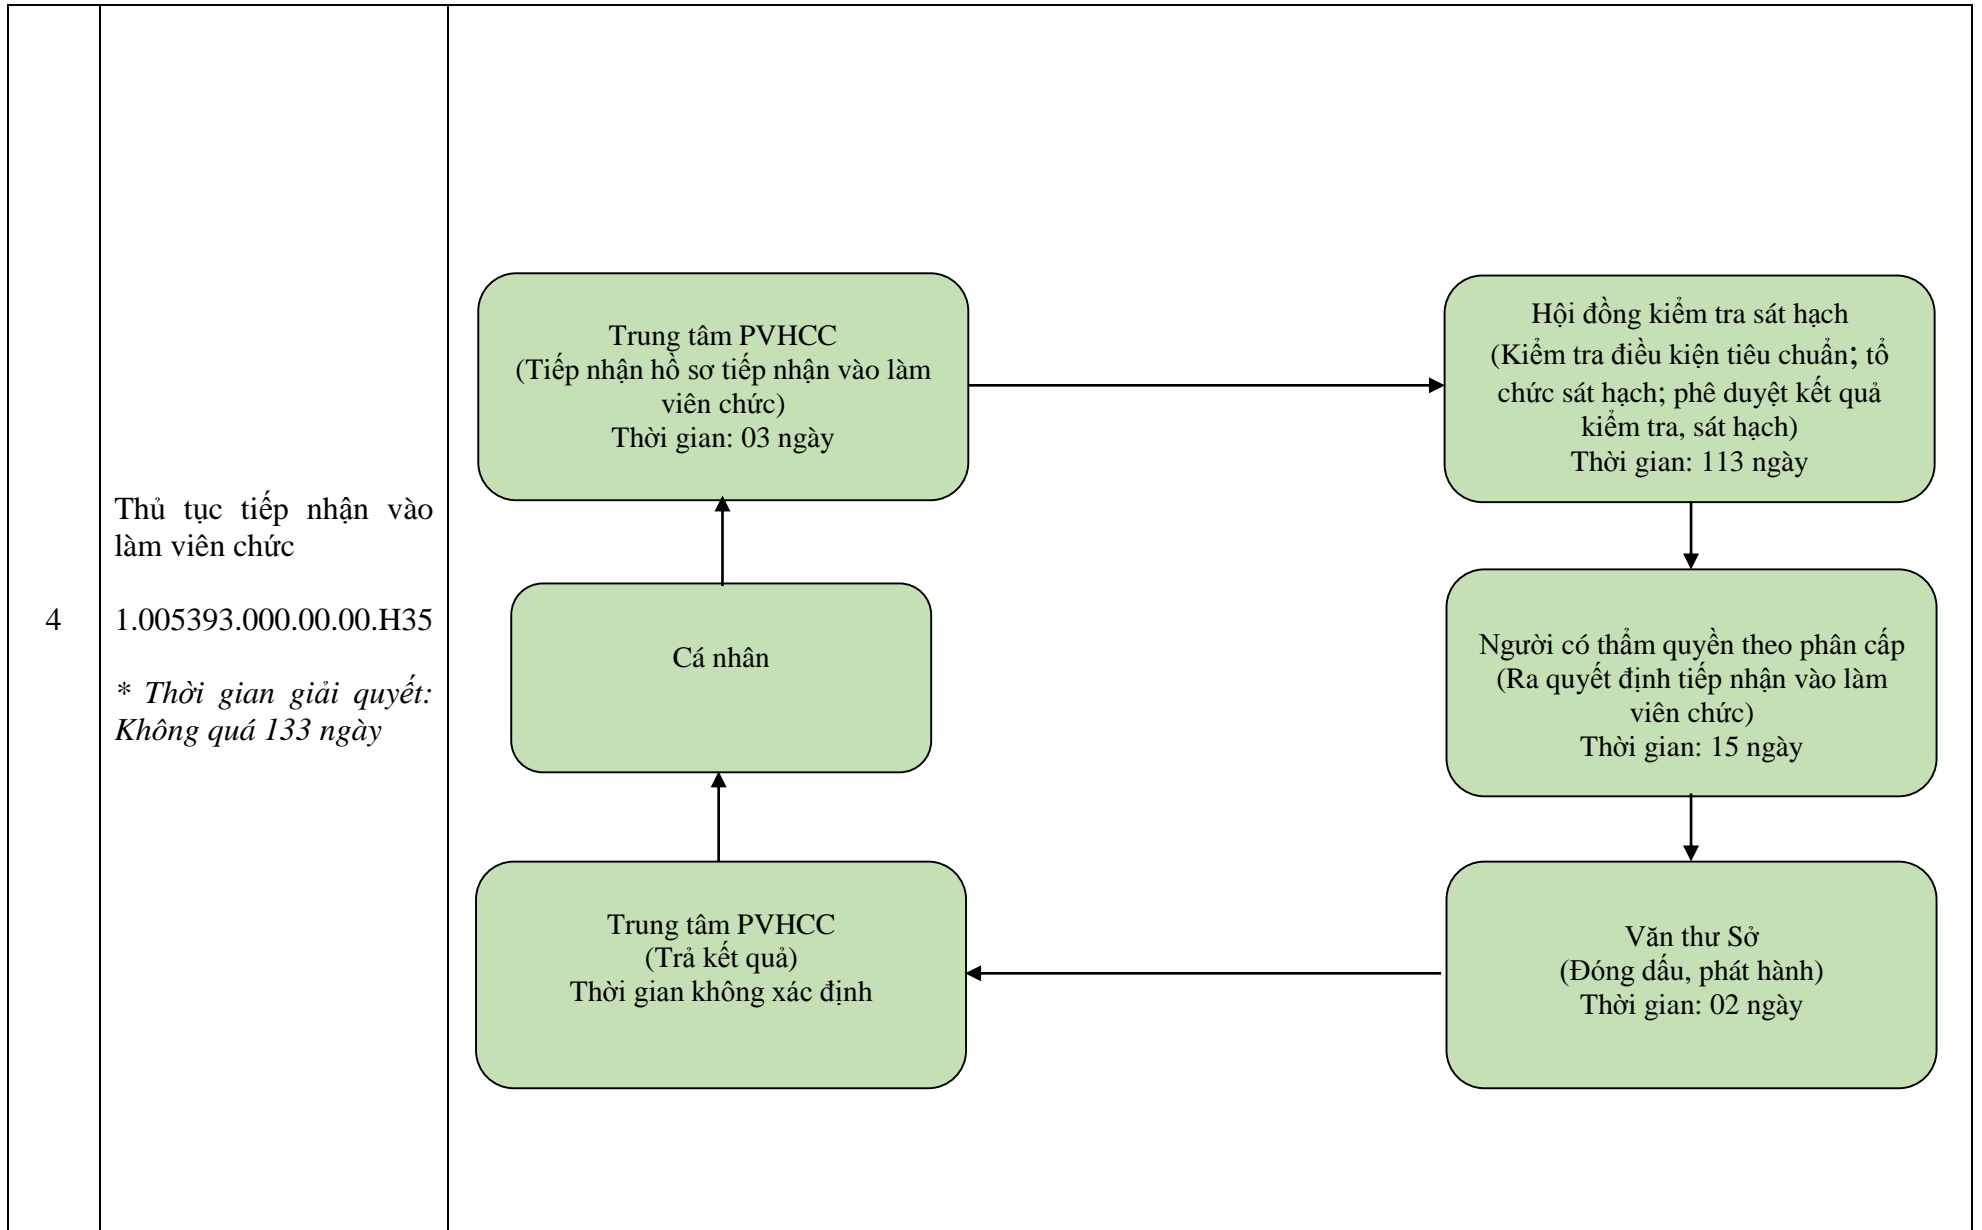 4
Thủ tục tiếp nhận vào
làm viên chức
1.005393.000.00.00.H35
* Thời gian giải quyết:
Không quá 133 ngày
Trung tâm PVHCC
(Tiếp nhận hồ sơ tiếp nhận vào làm
viên chức)
Thời gian: 03 ngày
Hội đồng kiểm tra sát hạch
(Kiểm tra điều kiện tiêu chuẩn; tổ
chức sát hạch; phê duyệt kết quả
kiểm tra, sát hạch)
Thời gian: 113 ngày
Cá nhân
Người có thẩm quyền theo phân cấp
(Ra quyết định tiếp nhận vào làm
viên chức)
Thời gian: 15 ngày
Trung tâm PVHCC
(Trả kết quả)
Thời gian không xác định
Văn thư Sở
(Đóng dấu, phát hành)
Thời gian: 02 ngày